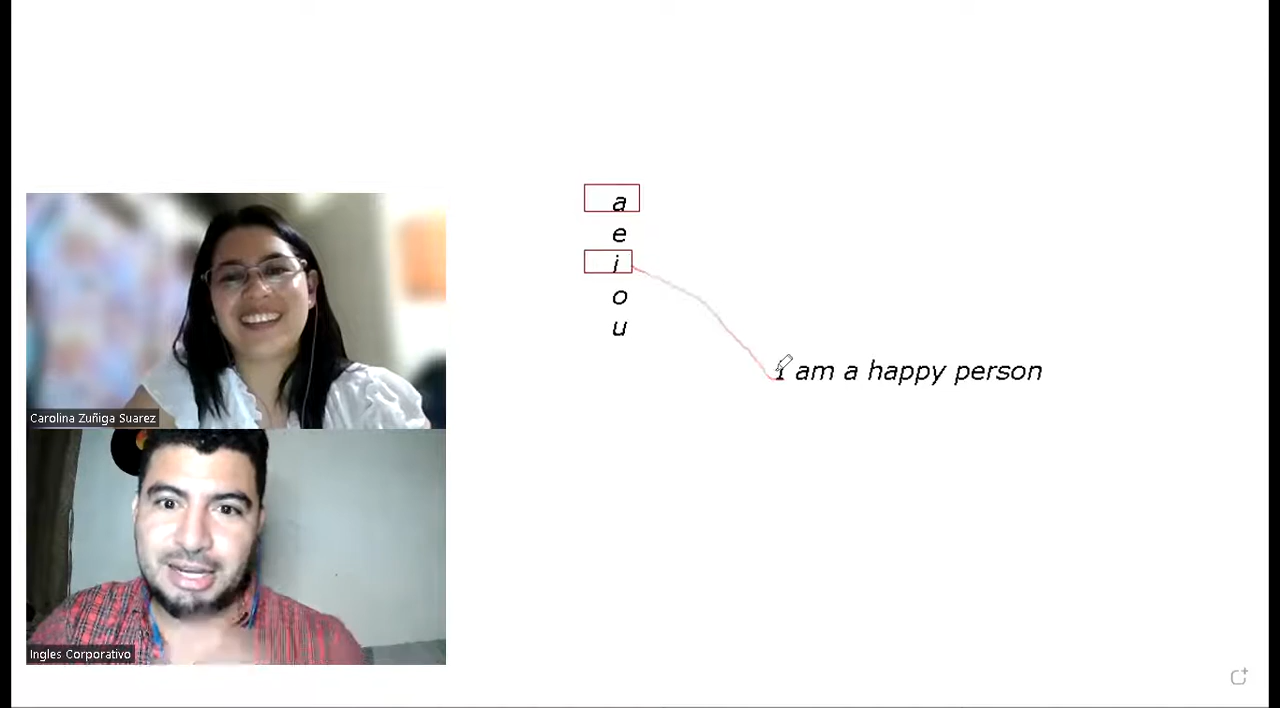 a
e
i
o
u
I am a happy person
Carolina Zuñiga Suarez
Ingles Corporativo